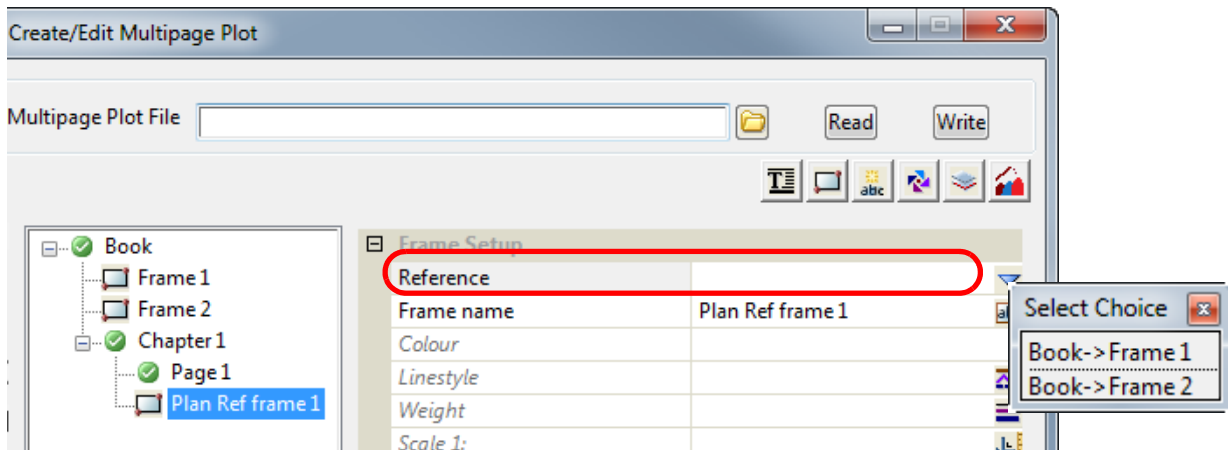 Create/Edit Multipage Plot
Multipage Plot File
Read
Write
T
abc
Book
Frame 1
Frame 2
Chapter 1
Page 1
Plan Ref frame 1
Frame Setup
Reference
Frame name Plan Ref frame 1
Colour
Linestyle
Weight
Scale 1:
Select Choice
Book->Frame 1
Book->Frame 2